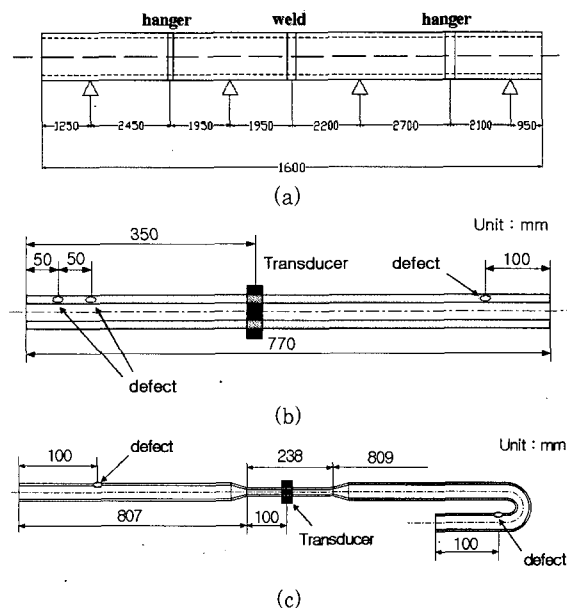 hanger weld hanger
1250 2450 1950 1950 2200 2700 2100 950
1600
(a)
Unit : mm
350
50 50 Transducer defect 100
770
defect
(b)
Unit : mm
100 defect 238 809
807 100 Transducer 100 defect
(c)